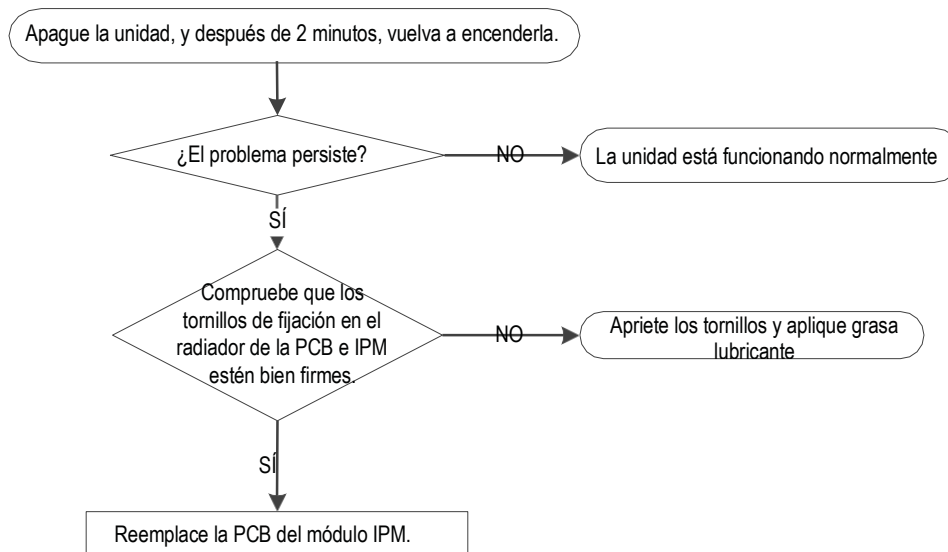 Apague la unidad, y después de 2 minutos, vuelva a encenderla.
¿El problema persiste?
NO
La unidad está funcionando normalmente
SÍ
Compruebe que los
tornillos de fijación en el
radiador de la PCB e IPM
estén bien firmes.
NO
Apriete los tornillos y aplique grasa
lubricante
SÍ
Reemplace la PCB del módulo IPM.